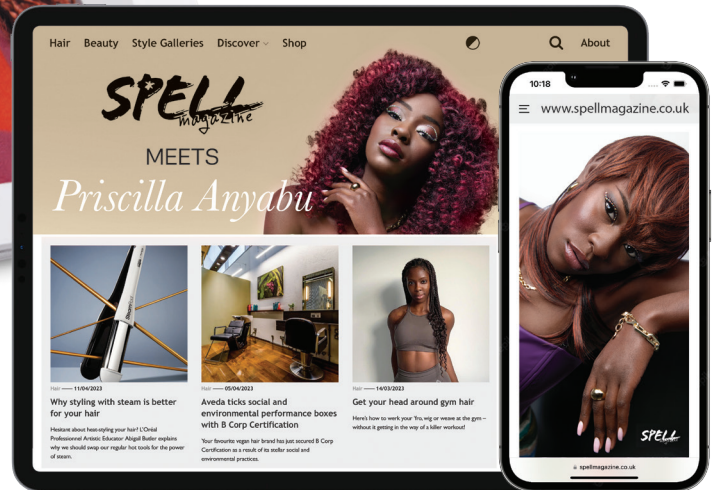 Hair Beauty Style Galleries Discover Shop About
SPELL
magazine
MEETS
Priscilla Anyabu
Hair — 11/04/2023
Why styling with steam is better
for your hair
Hesitant about heat-styling your hair? L'Oréal
Professionnel Artistic Educator Abigail Butler explains
why we should swap our regular hot tools for the power
of steam.
Hair — 05/04/2023
Aveda ticks social and
environmental performance boxes
with B Corp Certification
Your favourite vegan hair brand has just secured B Corp
Certification as a result of its stellar social and
environmental practices.
Hair — 14/03/2023
Get your head around gym hair
Here's how to work your 'fro, wig or weave at the gym –
without it getting in the way of a killer workout!
10:18
www.spellmagazine.co.uk
SPELL
spellmagazine.co.uk